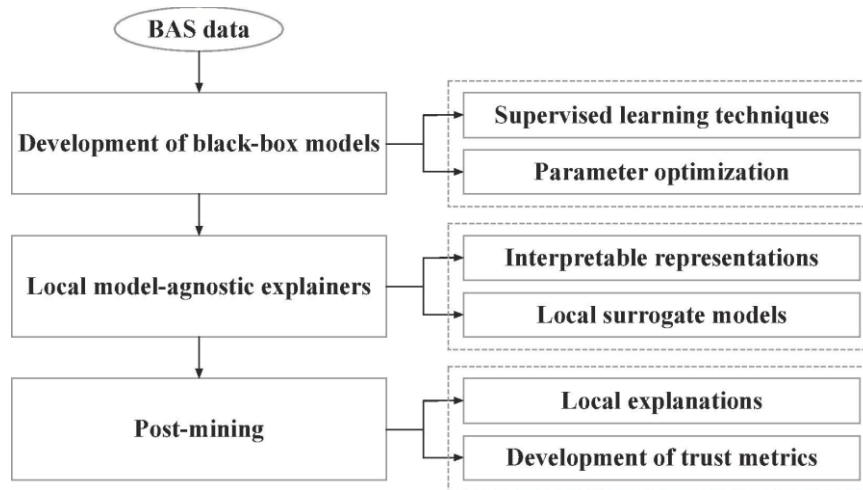 BAS data
Development of black-box models
Supervised learning techniques
Parameter optimization
Local model-agnostic explainers
Interpretable representations
Local surrogate models
Post-mining
Local explanations
Development of trust metrics